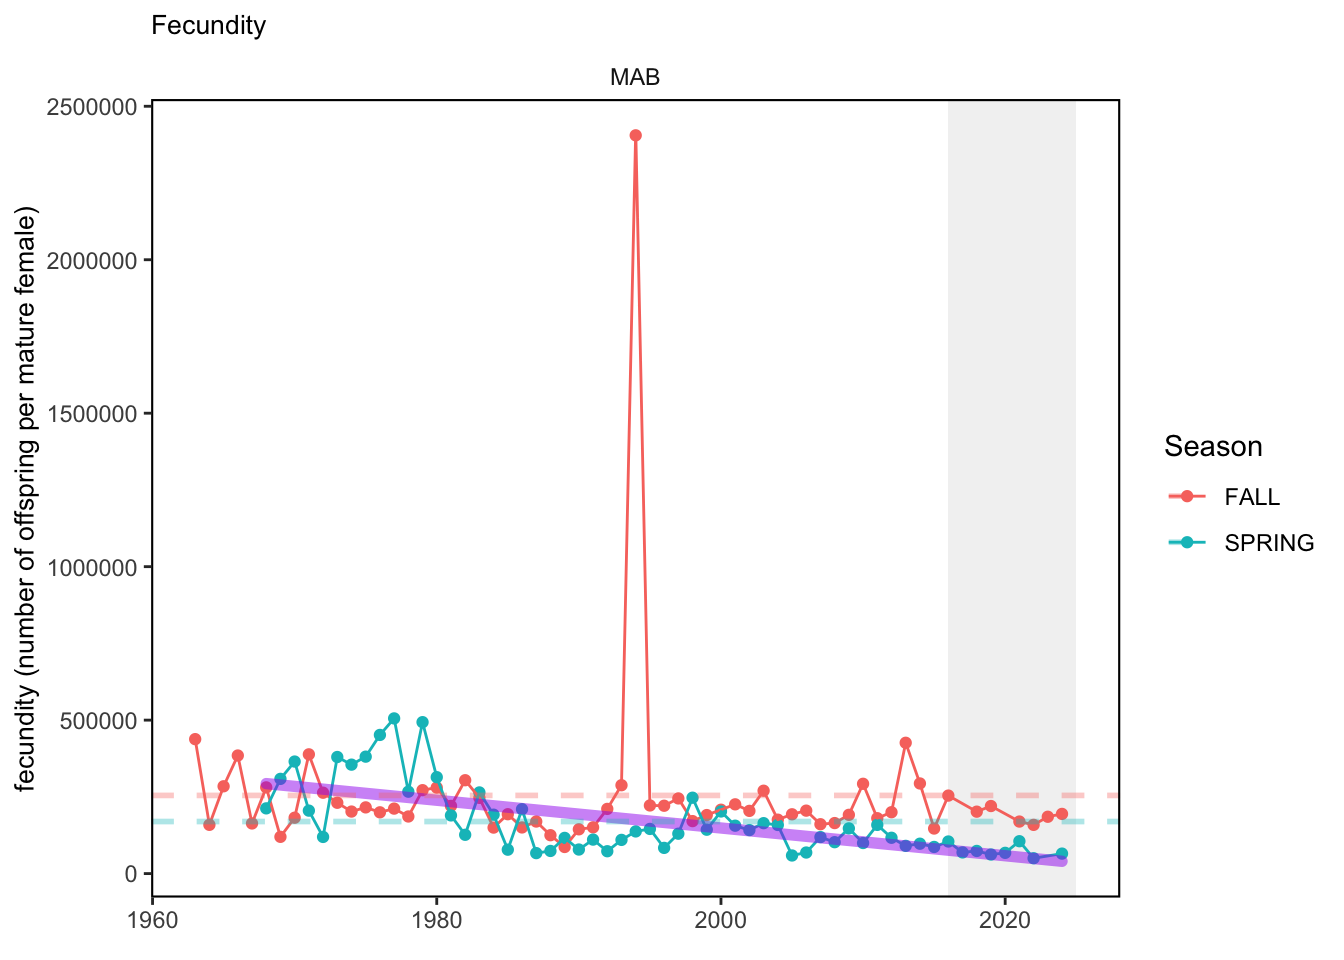 Fecundity
MAB
fecundity (number of offspring per mature female)
2500000
2000000
1500000
1000000
500000
0
1960
1980
2000
2020
Season
FALL
SPRING